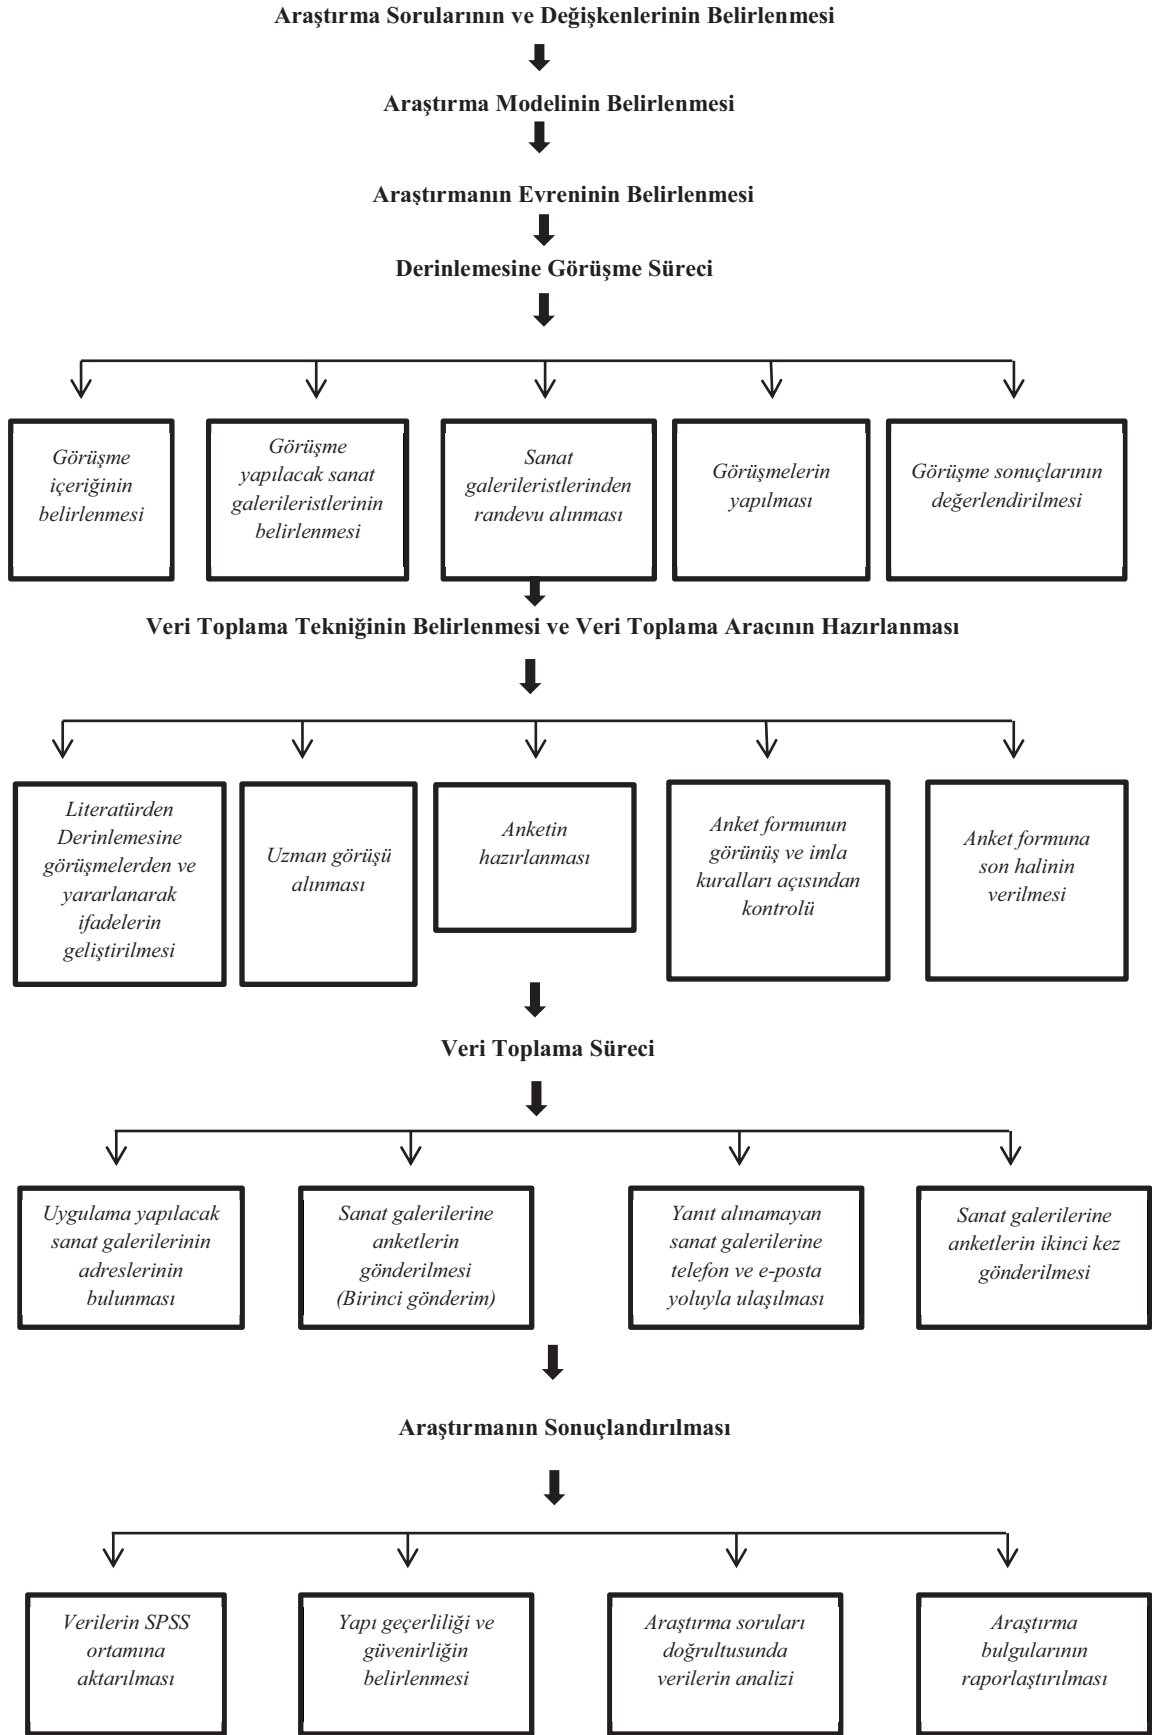 Araştırma Sorularının ve Değişkenlerinin Belirlenmesi
Araştırma Modelinin Belirlenmesi
Araştırmanın Evreninin Belirlenmesi
Derinlemesine Görüşme Süreci
Görüşme
içeriğinin
belirlenmesi
Görüşme
yapılacak sanat
galerileristlerinin
belirlenmesi
Sanat
galerileristlerinden
randevu alınması
Görüşmelerin
yapılması
Görüşme sonuçlarının
değerlendirilmesi
Veri Toplama Tekniğinin Belirlenmesi ve Veri Toplama Aracının Hazırlanması
Literatürden
Derinlemesine
görüşmelerden ve
yararlanarak
ifadelerin
geliştirilmesi
Uzman görüşü
alınması
Anketin
hazırlanması
Anket formunun
görünüş ve imla
kuralları açısından
kontrolü
Anket formuna
son halinin
verilmesi
Veri Toplama Süreci
Uygulama yapılacak
sanat galerilerinin
adreslerinin
bulunması
Sanat galerilerine
anketlerin
gönderilmesi
(Birinci gönderim)
Yanıt alınamayan
sanat galerilerine
telefon ve e-posta
yoluyla ulaşılması
Sanat galerilerine
anketlerin ikinci kez
gönderilmesi
Araştırmanın Sonuçlandırılması
Verilerin SPSS
ortamına
aktarılması
Yapı geçerliliği ve
güvenirliğin
belirlenmesi
Araştırma soruları
doğrultusunda
verilerin analizi
Araştırma
bulgularının
raporlaştırılması